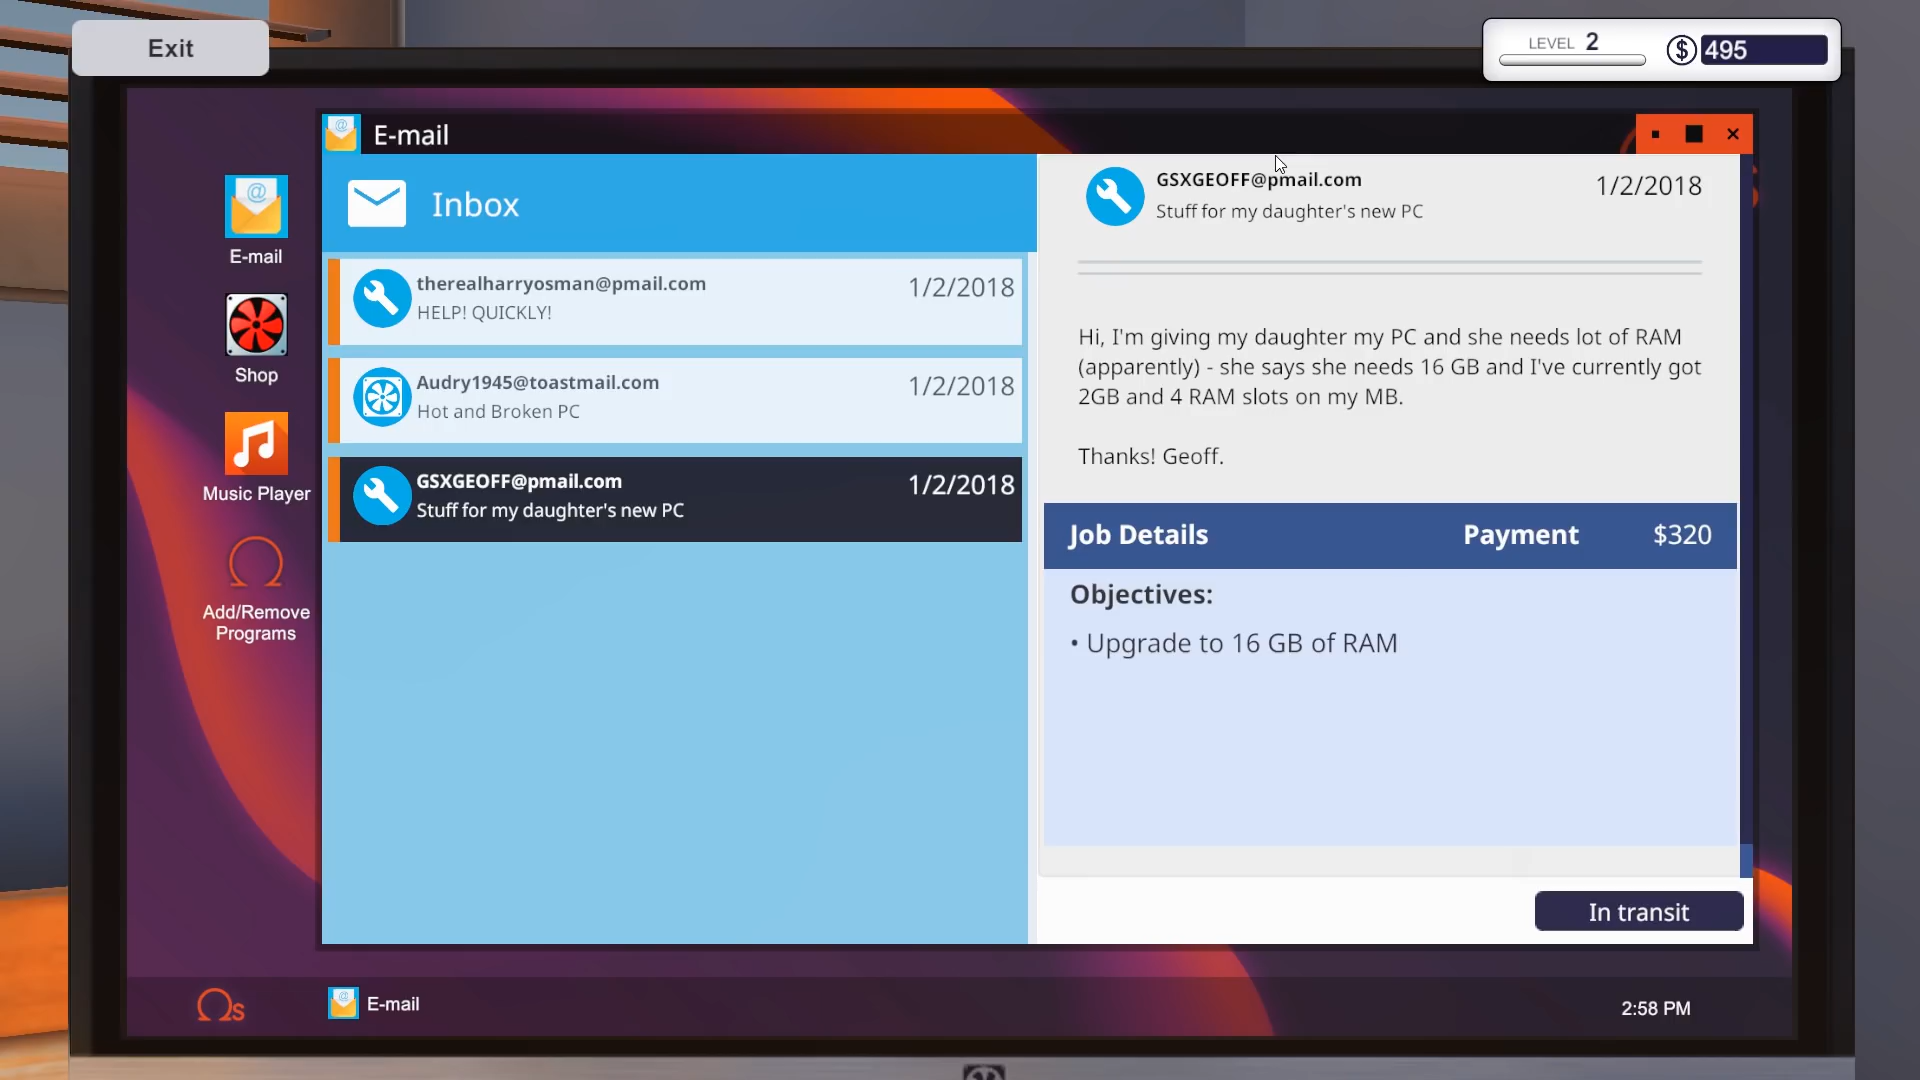 Exit
LEVEL 2
$ 495
E-mail
E-mail
Shop
Music Player
Add/Remove
Programs
Inbox
therealharryosman@pmail.com
1/2/2018
HELP! QUICKLY!
Audry1945@toastmail.com
1/2/2018
Hot and Broken PC
GSXGEOFF@pmail.com
1/2/2018
Stuff for my daughter's new PC
GSXGEOFF@pmail.com
1/2/2018
Stuff for my daughter's new PC
Hi, I'm giving my daughter my PC and she needs lot of RAM
(apparently) - she says she needs 16 GB and I've currently got
2GB and 4 RAM slots on my MB.
Thanks! Geoff.
Job Details Payment $320
Objectives:
• Upgrade to 16 GB of RAM
In transit
Ωs
E-mail
2:58 PM